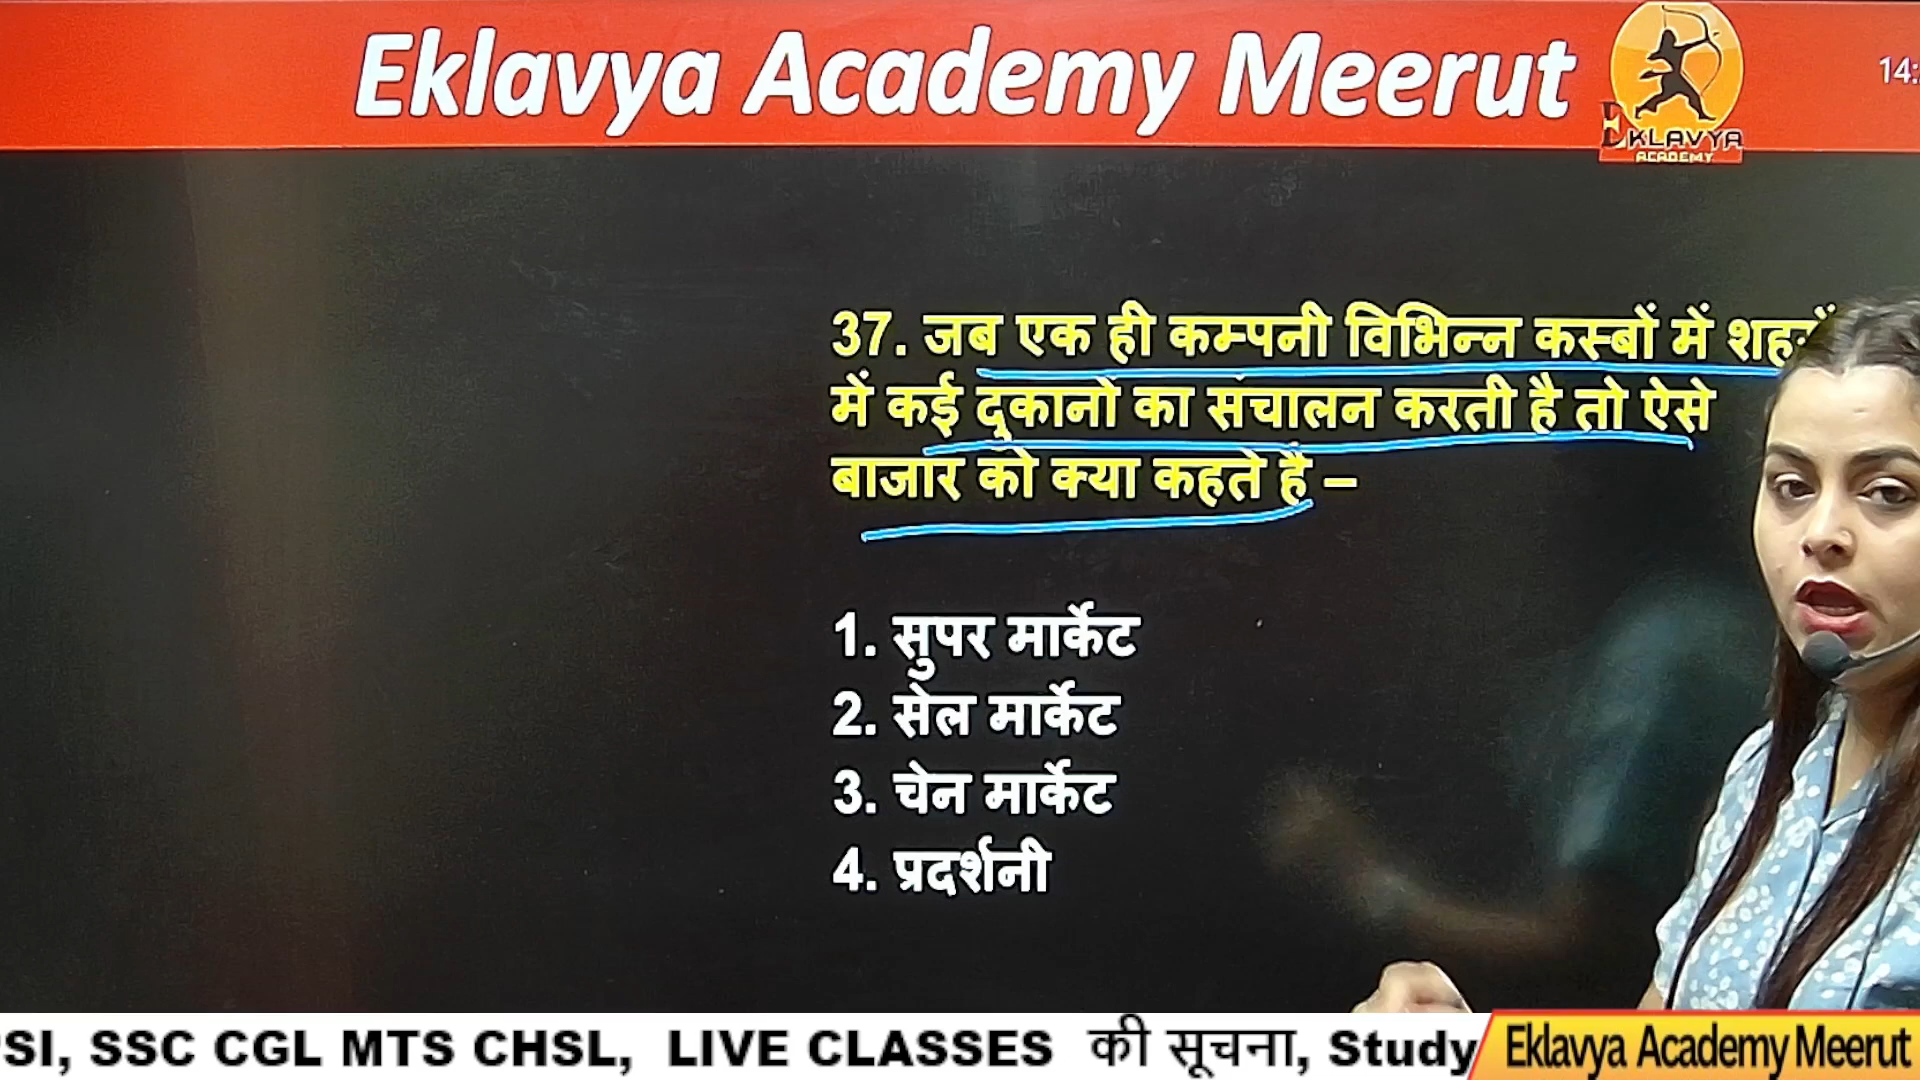 Eklavya Academy Meerut
EKLAVYA
ACADEMY
14:
37. जब एक ही कम्पनी विभिन्न कस्बों में
में कई दुकानों का संचालन करती है तो ऐसे
बाजार को क्या कहते है –
1. सुपर मार्केट
2. सेल मार्केट
3. चेन मार्केट
4. प्रदर्शनी
SI, SSC CGL MTS CHSL, LIVE CLASSES की सूचना, Study
Eklavya Academy Meerut